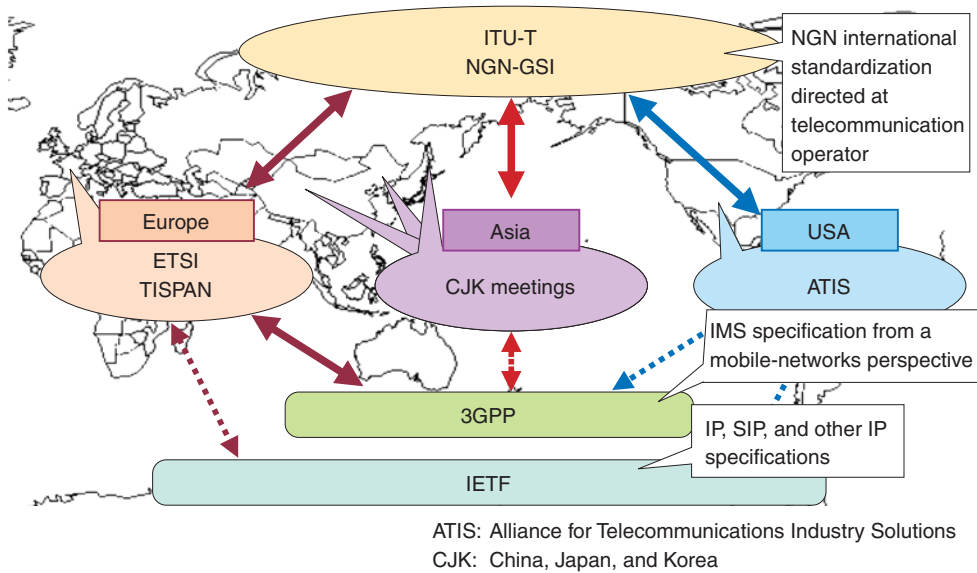 ITU-T
NGN-GSI
NGN international
standardization
directed at
telecommunication
operator
Europe
ETSI
TISPAN
Asia
CJK meetings
USA
ATIS
IMS specification from a
mobile-networks perspective
3GPP
IP, SIP, and other IP
specifications
IETF
ATIS: Alliance for Telecommunications Industry Solutions
CJK: China, Japan, and Korea